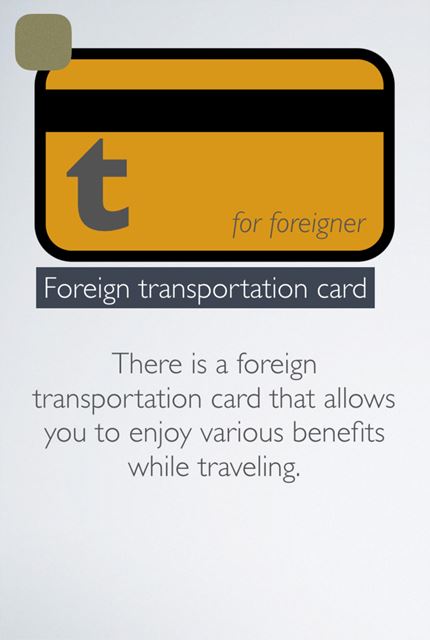 t
for foreigner
Foreign transportation card
There is a foreign
transportation card that allows
you to enjoy various benefits
while traveling.